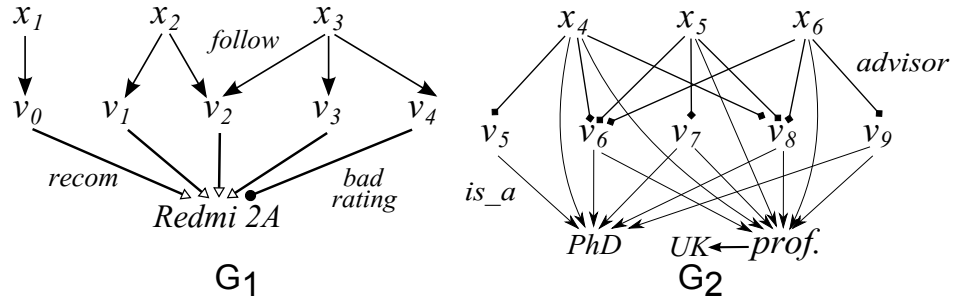 x1 x2 x3 x4 x5 x6
follow advisor
v0 v1 v2 v3 v4 v5 v6 v7 v8 v9
recom bad rating is_a
Redmi 2A PhD UK prof.
G1 G2